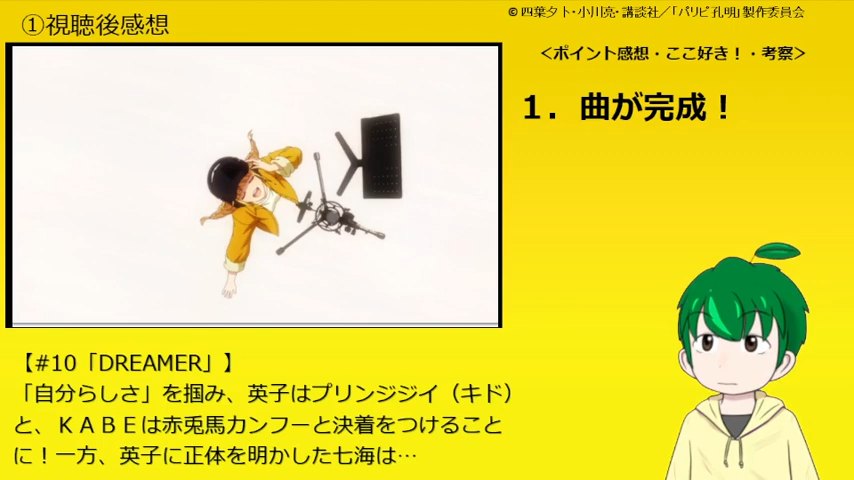 ①視聴後感想
© 四葉夕ト・小川亮・講談社／「パリピ孔明」製作委員会
＜ポイント感想・ここ好き！・考察＞
１．曲が完成！
【#10「DREAMER」】
「自分らしさ」を掴み、英子はプリンジジイ（キド）
と、ＫＡＢＥは赤兎馬カンフーと決着をつけること
に！一方、英子に正体を明かした七海は…